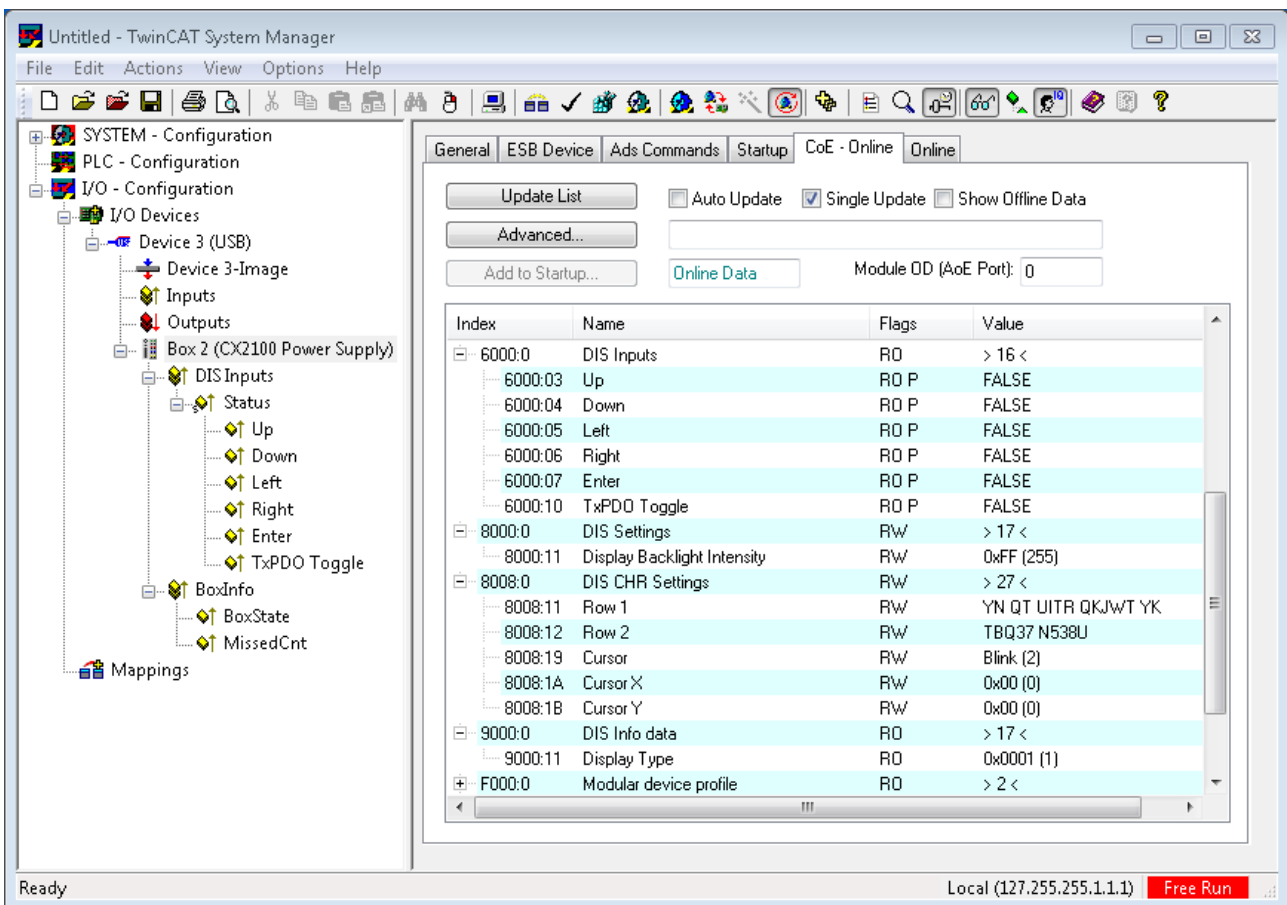 Untitled - TwinCAT System Manager
File Edit Actions View Options Help
SYSTEM - Configuration
PLC - Configuration
I/O - Configuration
I/O Devices
Device 3 (USB)
Device 3-Image
Inputs
Outputs
Box 2 (CX2100 Power Supply)
DIS Inputs
Status
Up
Down
Left
Right
Enter
TxPDO Toggle
BoxInfo
BoxState
MissedCnt
Mappings
General ESB Device Ads Commands Startup CoE - Online Online
Update List Auto Update Single Update Show Offline Data
Advanced...
Add to Startup... Online Data Module OD (AoE Port): 0
Index Name Flags Value
6000:0 DIS Inputs RO > 16 <
6000:03 Up RO P FALSE
6000:04 Down RO P FALSE
6000:05 Left RO P FALSE
6000:06 Right RO P FALSE
6000:07 Enter RO P FALSE
6000:10 TxPDO Toggle RO P FALSE
8000:0 DIS Settings RW > 17 <
8000:11 Display Backlight Intensity RW 0xFF (255)
8008:0 DIS CHR Settings RW > 27 <
8008:11 Row 1 RW YN QT UITR QKJWT YK
8008:12 Row 2 RW TBQ37 N538U
8008:19 Cursor RW Blink (2)
8008:1A Cursor X RW 0x00 (0)
8008:1B Cursor Y RW 0x00 (0)
9000:0 DIS Info data RO > 17 <
9000:11 Display Type RO 0x0001 (1)
F000:0 Modular device profile RO > 2 <
Ready Local (127.255.255.1.1.1) Free Run